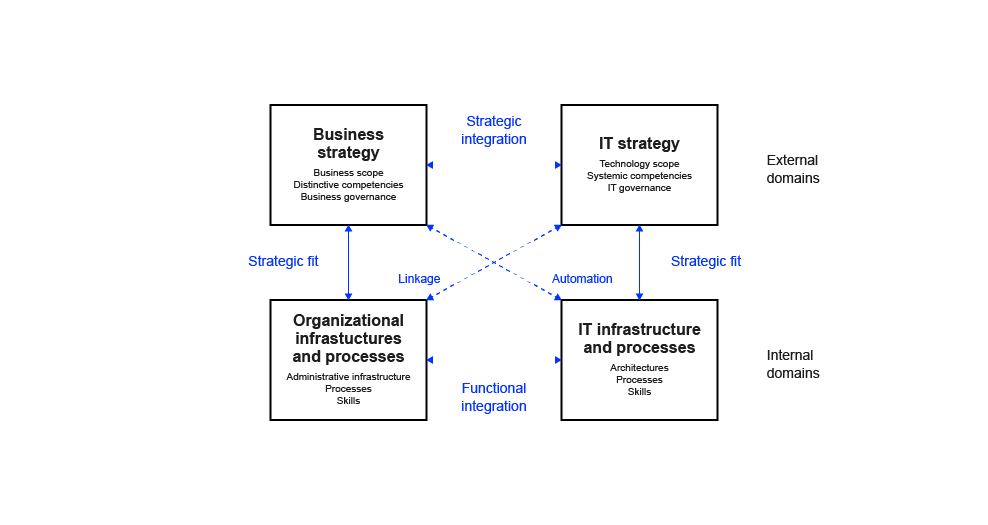 Business
strategy
Business scope
Distinctive competencies
Business governance
Strategic
integration
IT strategy
Technology scope
Systemic competencies
IT governance
External
domains
Strategic fit
Linkage
Automation
Strategic fit
Organizational
infrastuctures
and processes
Administrative infrastructure
Processes
Skills
Functional
integration
IT infrastructure
and processes
Architectures
Processes
Skills
Internal
domains